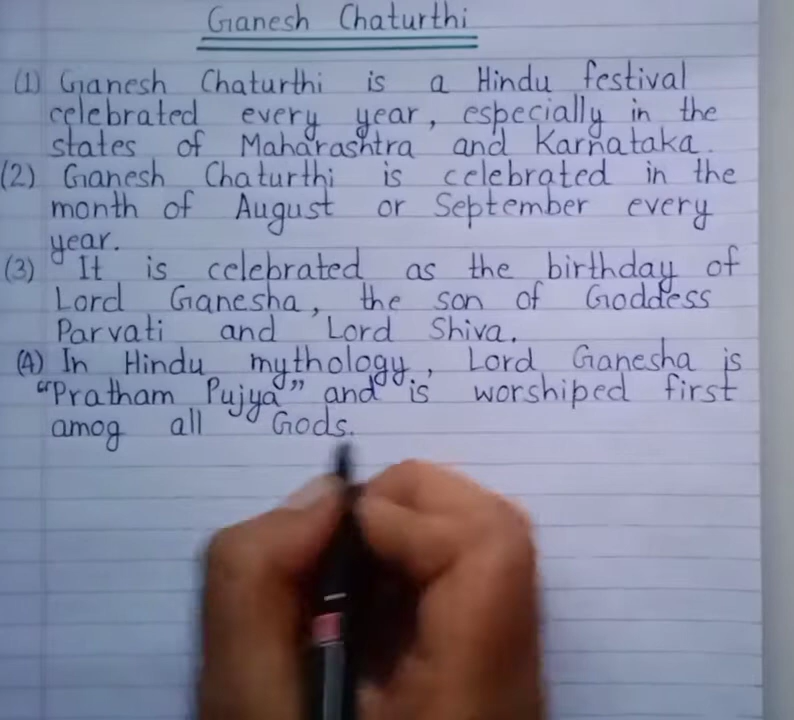 Ganesh Chaturthi
(1) Ganesh Chaturthi is a Hindu festival
celebrated every year, especially in the
states of Maharashtra and Karnataka.
(2) Ganesh Chaturthi is celebrated in the
month of August or September every
year.
(3) It is celebrated as the birthday of
Lord Ganesha, the son of Goddess
Parvati and Lord Shiva.
(4) In Hindu mythology, Lord Ganesha is
"Pratham Pujya" and is worshiped first
amog all Gods.